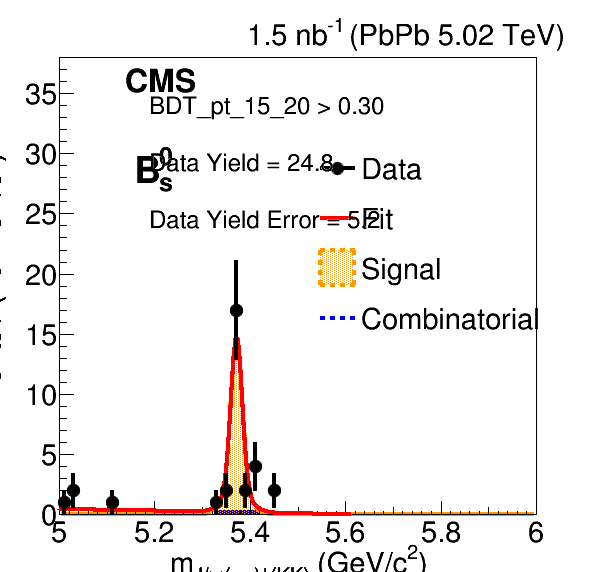 1.5 nb⁻¹ (PbPb 5.02 TeV)
CMS
BDT_pt_15_20 > 0.30
B⁰ₛ
Data Yield = 24.8
Data Yield Error = 5.2
Data
Fit
Signal
Combinatorial
35
30
25
20
15
10
5
0
5 5.2 5.4 5.6 5.8 6
m (GeV/c²)